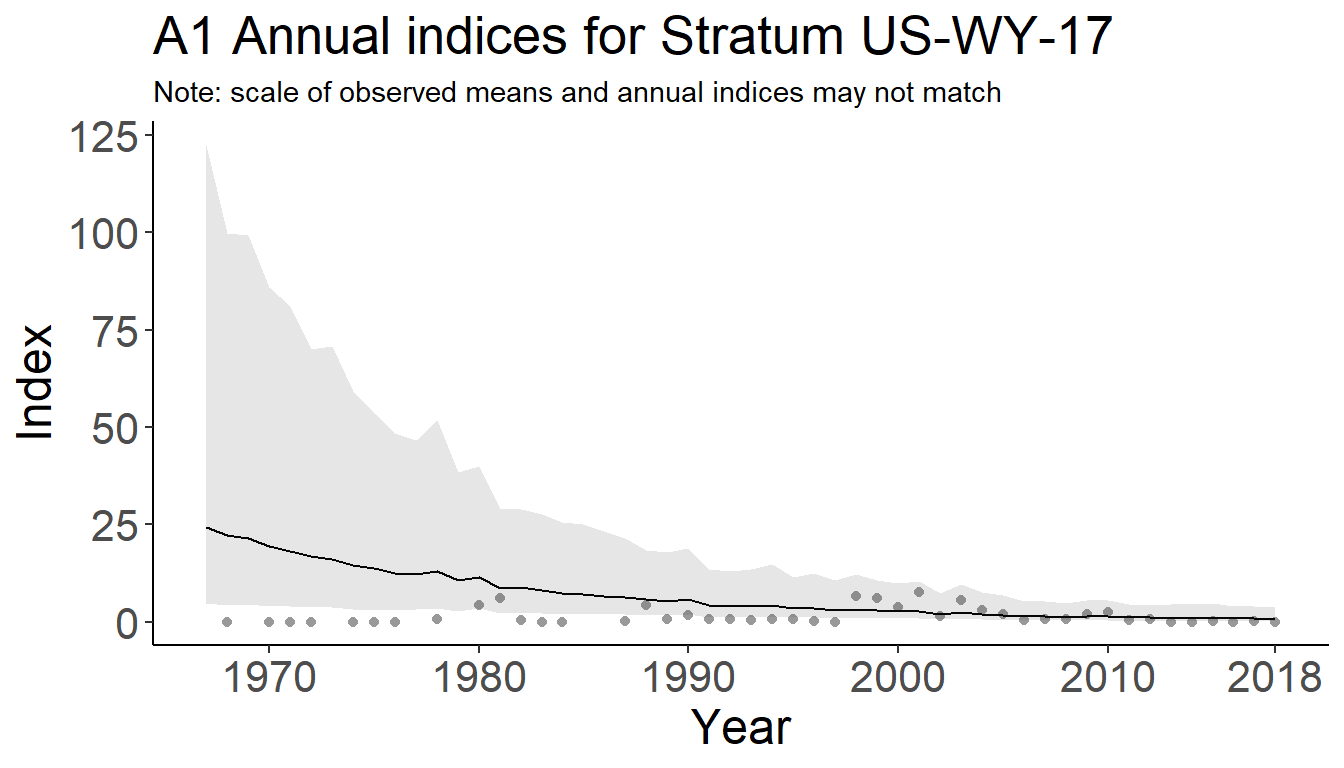 A1 Annual indices for Stratum US-WY-17
Note: scale of observed means and annual indices may not match
125
100
75
50
25
0
Index
1970 1980 1990 2000 2010 2018
Year